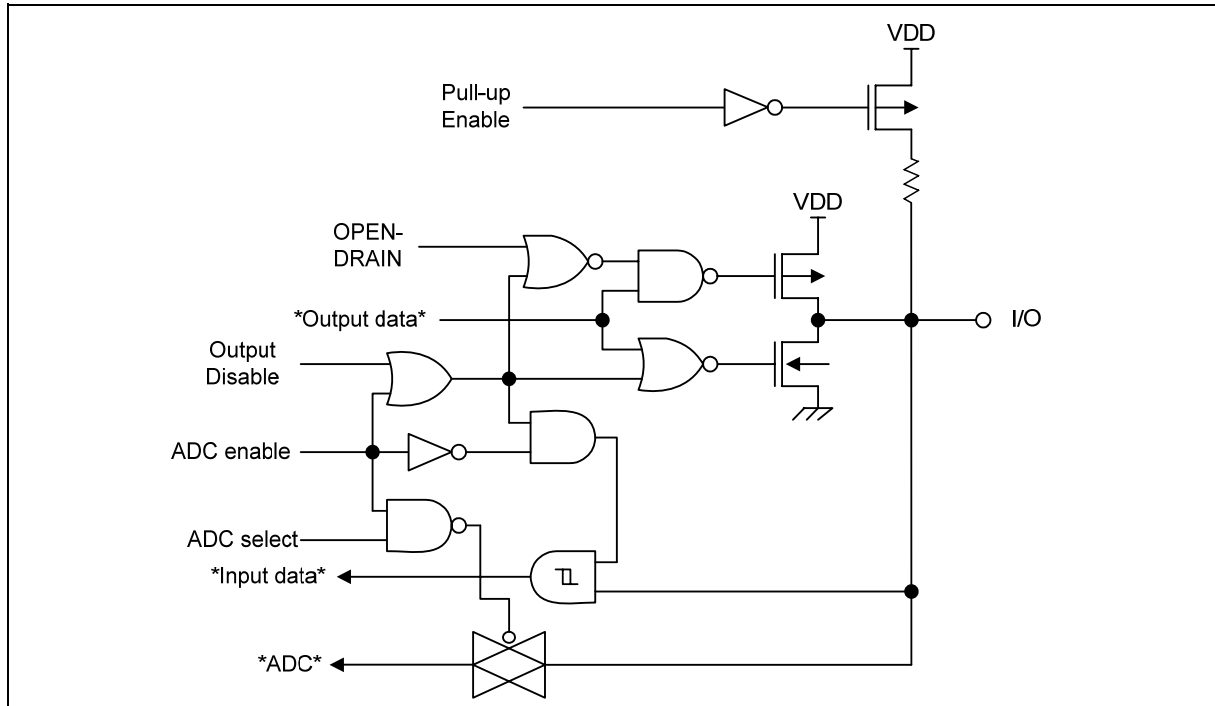 VDD
Pull-up
Enable
VDD
OPEN-
DRAIN
*Output data*
I/O
Output
Disable
ADC enable
ADC select
*Input data*
*ADC*